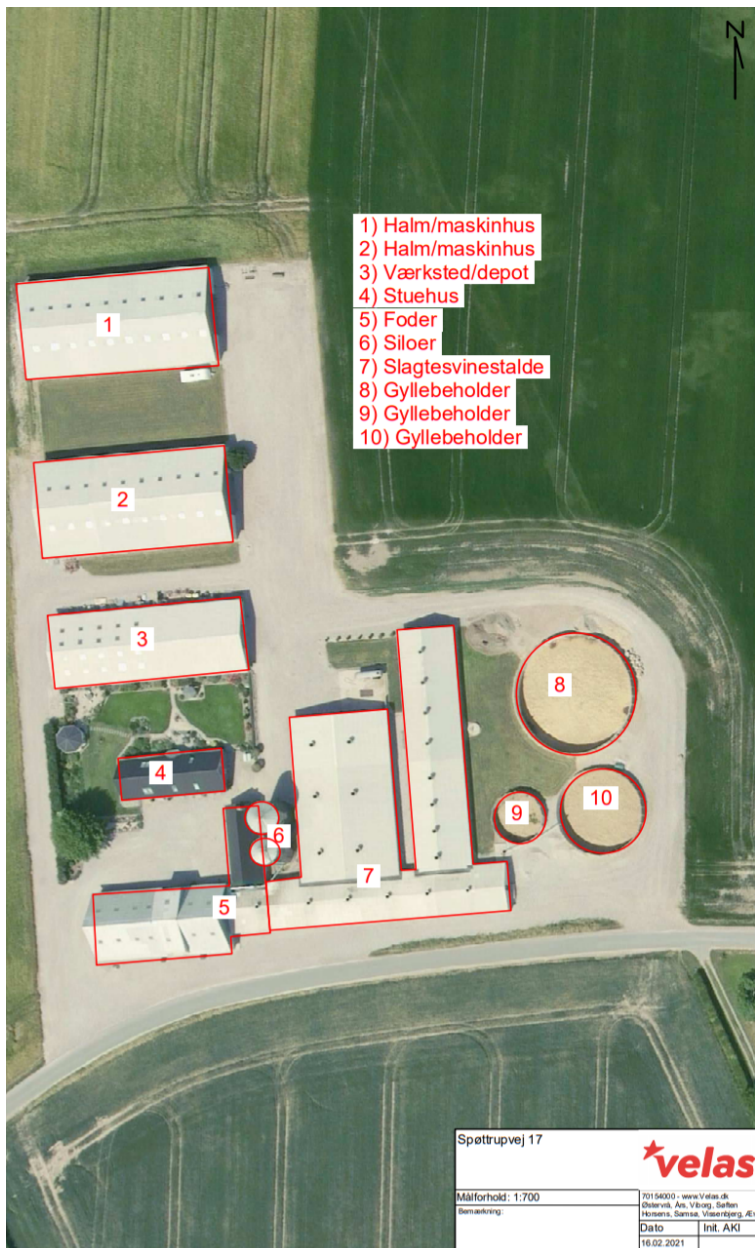 N
1) Halm/maskinhus
2) Halm/maskinhus
3) Værksted/depot
4) Stuehus
5) Foder
6) Siloer
7) Slagtesvinestalde
8) Gyllebeholder
9) Gyllebeholder
10) Gyllebeholder
1
2
3
4
5
6
7
8
9
10
Spøttrupvej 17
velas
Målforhold: 1:700
Bemærkning:
70154000 - www.Velas.dk
Østervrå, Års, Viborg, Søften
Horsens, Samsø, Vissenbjerg,
Dato
Init. AKI
16.02.2021